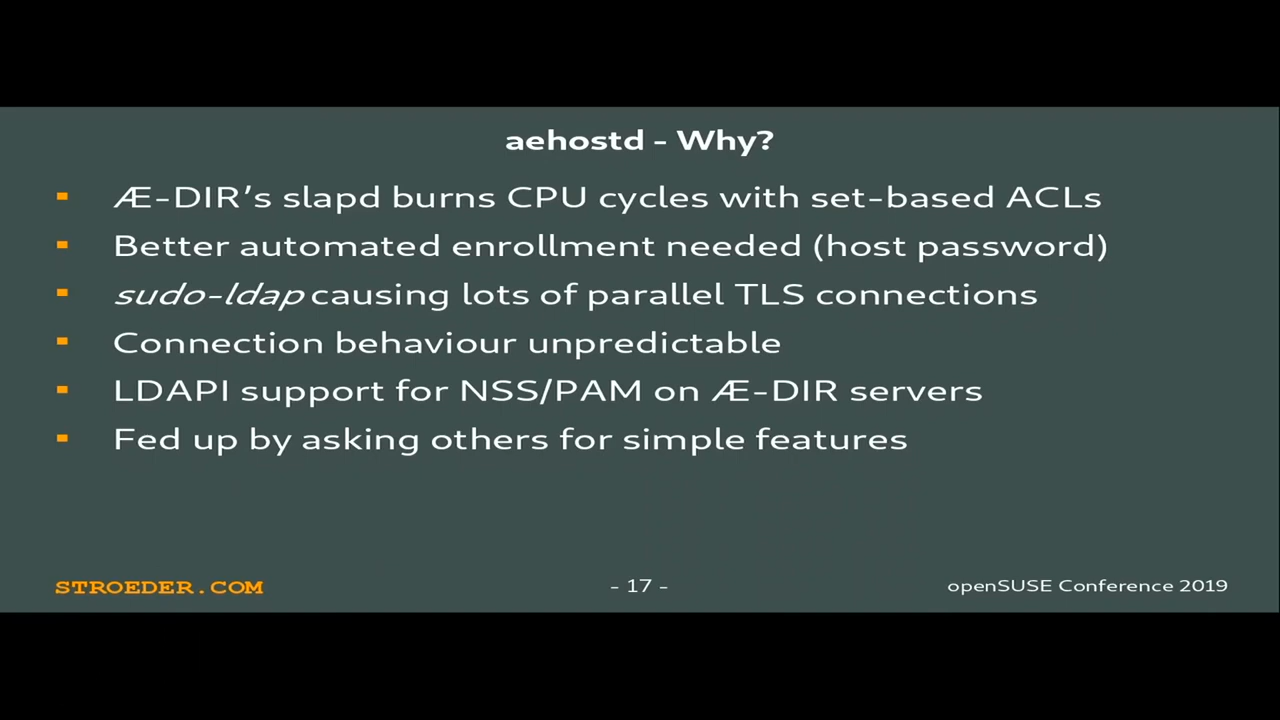 aehostd - Why?
Æ-DIR's slapd burns CPU cycles with set-based ACLs
Better automated enrollment needed (host password)
sudo-ldap causing lots of parallel TLS connections
Connection behaviour unpredictable
LDAPI support for NSS/PAM on Æ-DIR servers
Fed up by asking others for simple features
STROEDER.COM
- 17 -
openSUSE Conference 2019